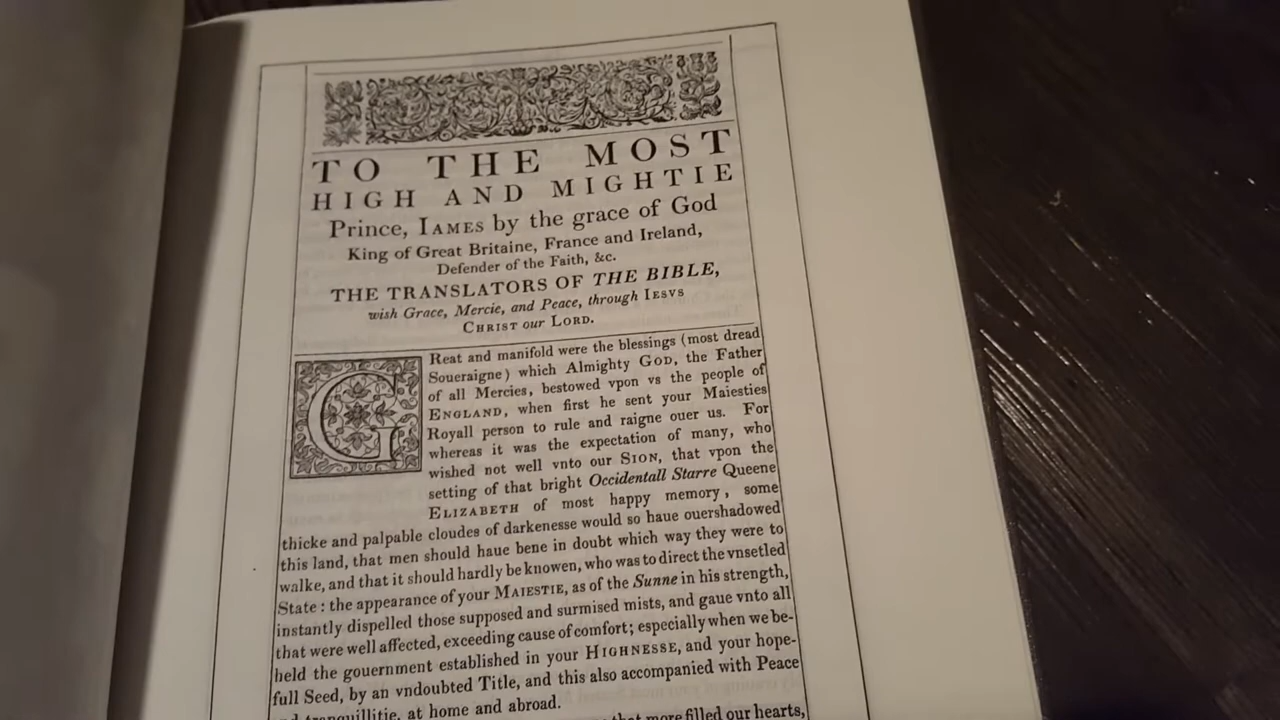 TO THE MOST
HIGH AND MIGHTIE
Prince, IAMES by the grace of God
King of Great Britaine, France and Ireland,
Defender of the Faith, &c.
THE TRANSLATORS OF THE BIBLE,
wish Grace, Mercie, and Peace, through IESVS
CHRIST our LORD.
GReat and manifold were the blessings (most dread
Soueraigne) which Almighty GOD, the Father
of all Mercies, bestowed vpon vs the people of
ENGLAND, when first he sent your Maiesties
Royall person to rule and raigne ouer us. For
whereas it was the expectation of many, who
wished not well vnto our SION, that vpon the
setting of that bright Occidentall Starre Queene
ELIZABETH of most happy memory, some
thicke and palpable cloudes of darkenesse would so haue ouershadowed
this land, that men should haue bene in doubt which way they were to
walke, and that it should hardly be knowen, who was to direct the vnsetled
State : the appearance of your MAIESTIE, as of the Sunne in his strength,
instantly dispelled those supposed and surmised mists, and gaue vnto all
that were well affected, exceeding cause of comfort; especially when we be-
held the gouernment established in your HIGHNESSE, and your hope-
full Seed, by an vndoubted Title, and this also accompanied with Peace
tranquillitie, at home and abroad.
that more filled our hearts,